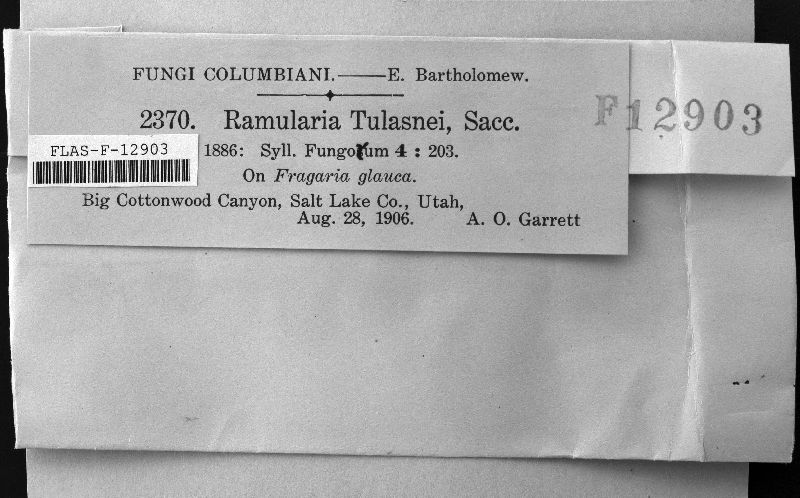 FUNGI COLUMBIANI.——E. Bartholomew.
2370. Ramularia Tulasnei, Sacc.
F12903
FLAS-F-12903
1886: Syll. Fungorum 4 : 203.
On Fragaria glauca.
Big Cottonwood Canyon, Salt Lake Co., Utah,
Aug. 28, 1906. A. O. Garrett